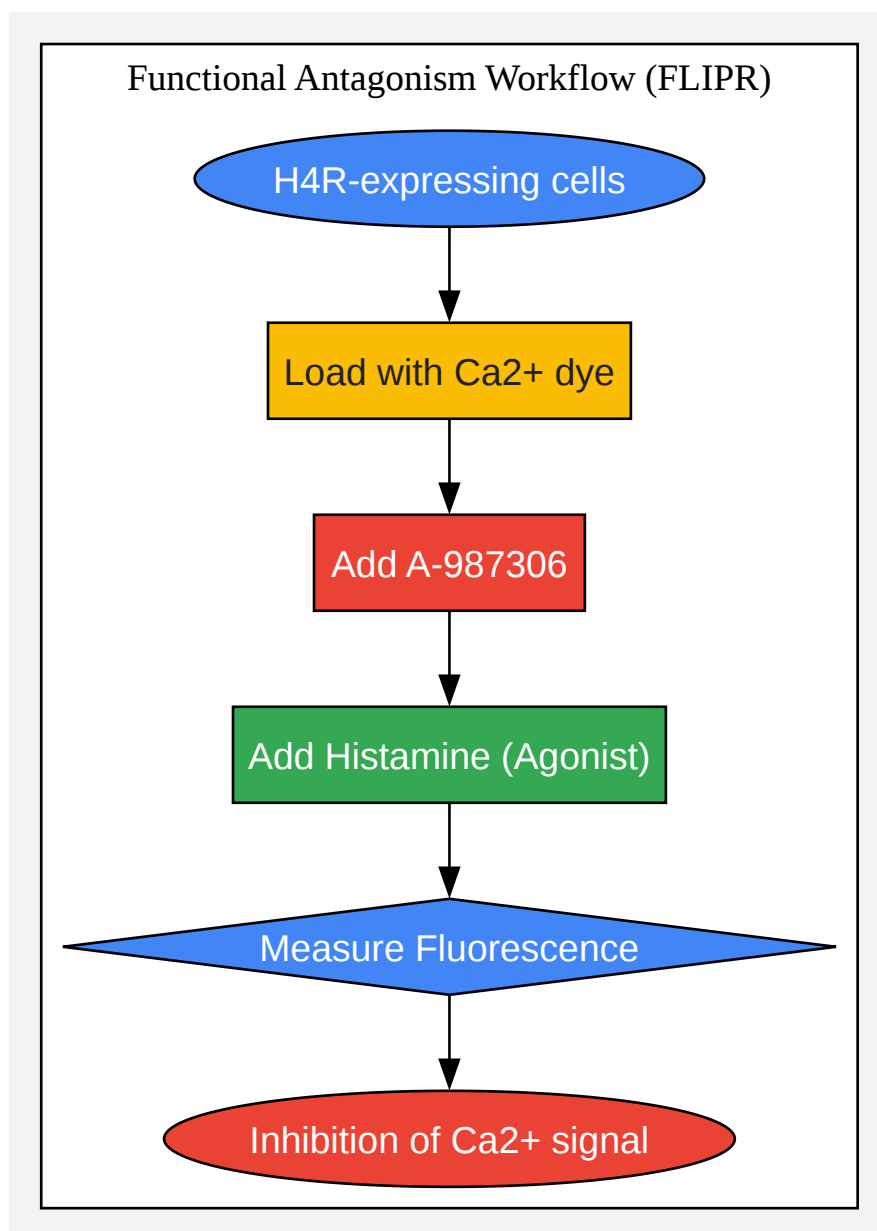 Functional Antagonism Workflow (FLIPR)
H4R-expressing cells
Load with Ca2+ dye
Add A-987306
Add Histamine (Agonist)
Measure Fluorescence
Inhibition of Ca2+ signal